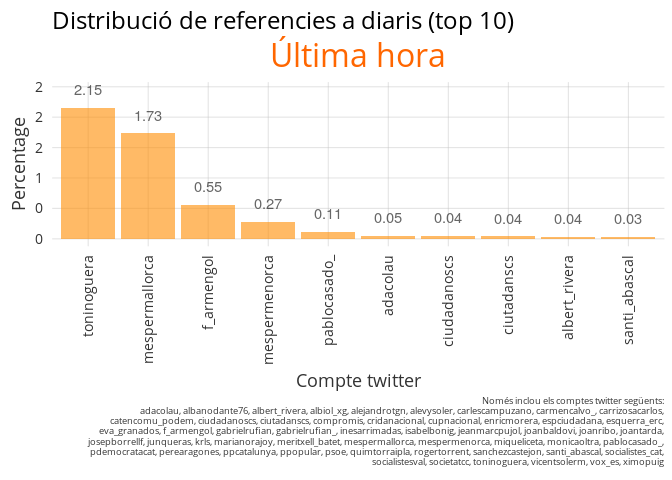 Distribució de referencies a diaris (top 10)
Última hora
Percentage
2
2
2
1
0
0
2.15
1.73
0.55
0.27
0.11
0.05
0.04
0.04
0.04
0.03
toninoguera
mespermallorca
f_armengol
mespermenorca
pablocasado_
adacolau
ciudadanoscs
ciutadanscs
albert_rivera
santi_abascal
Compte twitter
Només inclou els comptes twitter següents:
adacolau, albanodante76, albert_rivera, albiol_xg, alejandrotgn, alevysoler, carlescampuzano, carmencalvo_, carrizosacarlos,
catencomu_podem, ciudadanoscs, ciutadanscs, compromis, cridanacional, cupnacional, enricmorera, espciudadana, esquerra_erc,
eva_granados, f_armengol, gabrielrufian, gabrielrufian_, inesarrimadas, isabelbonig, jeanmarcpujol, joanbaldovi, joanribo, joantarda,
josepborrellf, junqueras, krls, marianorajoy, meritxell_batet, mespermallorca, mespermenorca, miqueliceta, monicaoltra, pablocasado_,
pdemocratacat, perearagones, ppcatalunya, ppopular, psoe, quimtorraipla, rogertorrent, sanchezcastejon, santi_abascal, socialistes_cat,
socialistesval, societatcc, toninoguera, vicentsolerm, vox_es, ximopuig